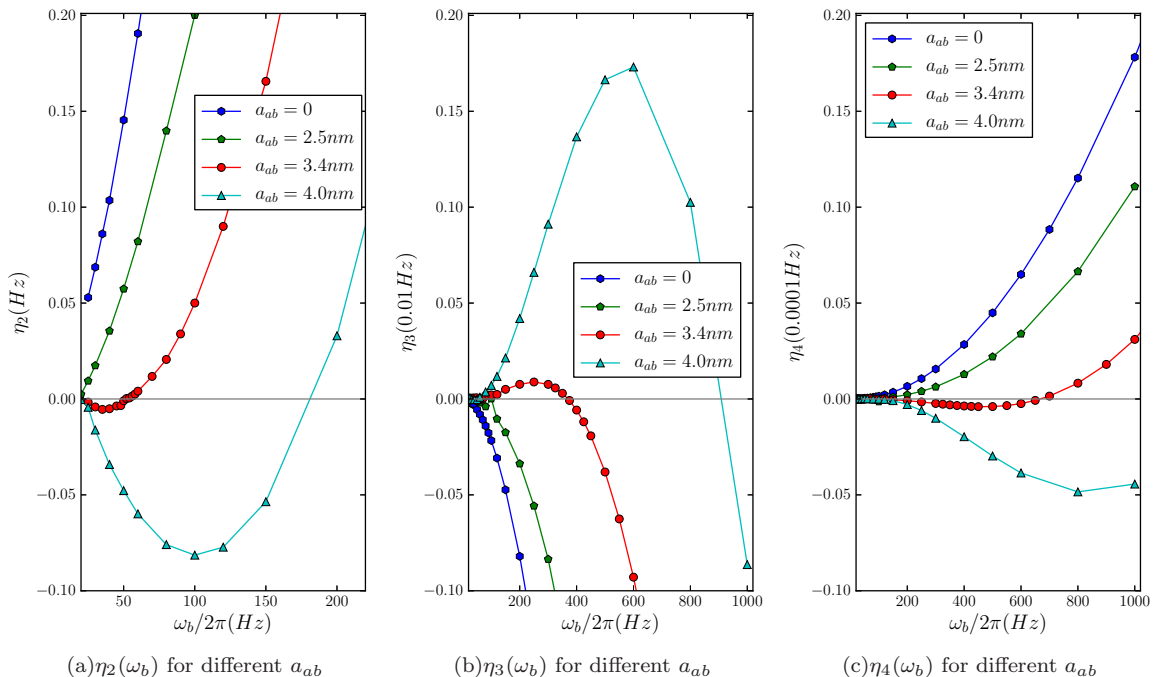 0.20
0.15
0.10
0.05
0.00
−0.05
−0.10
η2(Hz)
50 100 150 200
ωb/2π(Hz)
aab = 0
aab = 2.5nm
aab = 3.4nm
aab = 4.0nm
(a)η2(ωb) for different aab
0.20
0.15
0.10
0.05
0.00
−0.05
−0.10
η3(0.01Hz)
200 400 600 800 1000
ωb/2π(Hz)
aab = 0
aab = 2.5nm
aab = 3.4nm
aab = 4.0nm
(b)η3(ωb) for different aab
0.20
0.15
0.10
0.05
0.00
−0.05
−0.10
η4(0.0001Hz)
200 400 600 800 1000
ωb/2π(Hz)
aab = 0
aab = 2.5nm
aab = 3.4nm
aab = 4.0nm
(c)η4(ωb) for different aab